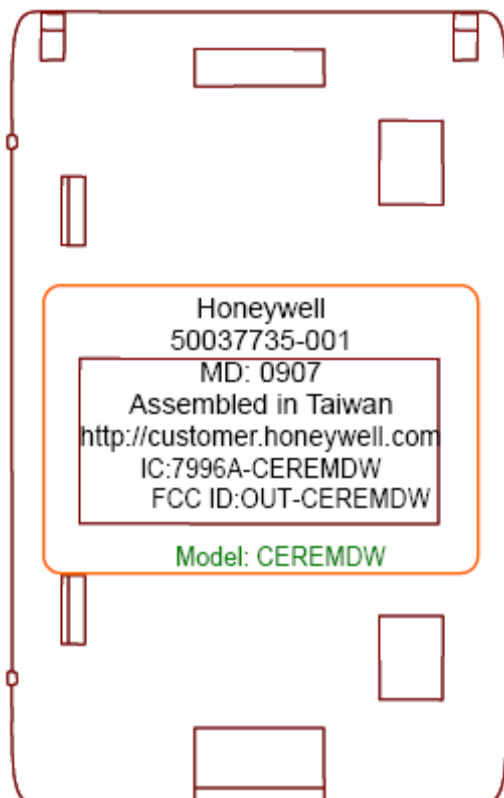 Honeywell
50037735-001
MD: 0907
Assembled in Taiwan
http://customer.honeywell.com
IC:7996A-CEREMDW
FCC ID:OUT-CEREMDW
Model: CEREMDW